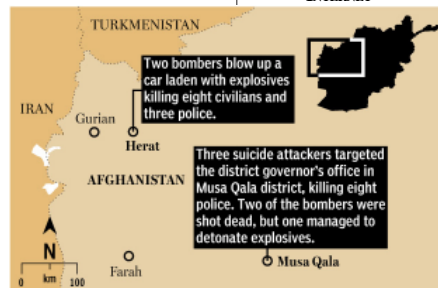 TURKMENISTAN
Two bombers blow up a
car laden with explosives
killing eight civilians and
three police.
IRAN
Gurian
Herat
Three suicide attackers targeted
the district governor's office in
Musa Qala district, killing eight
police. Two of the bombers were
shot dead, but one managed to
detonate explosives.
AFGHANISTAN
N
km
0 100
Farah
Musa Qala